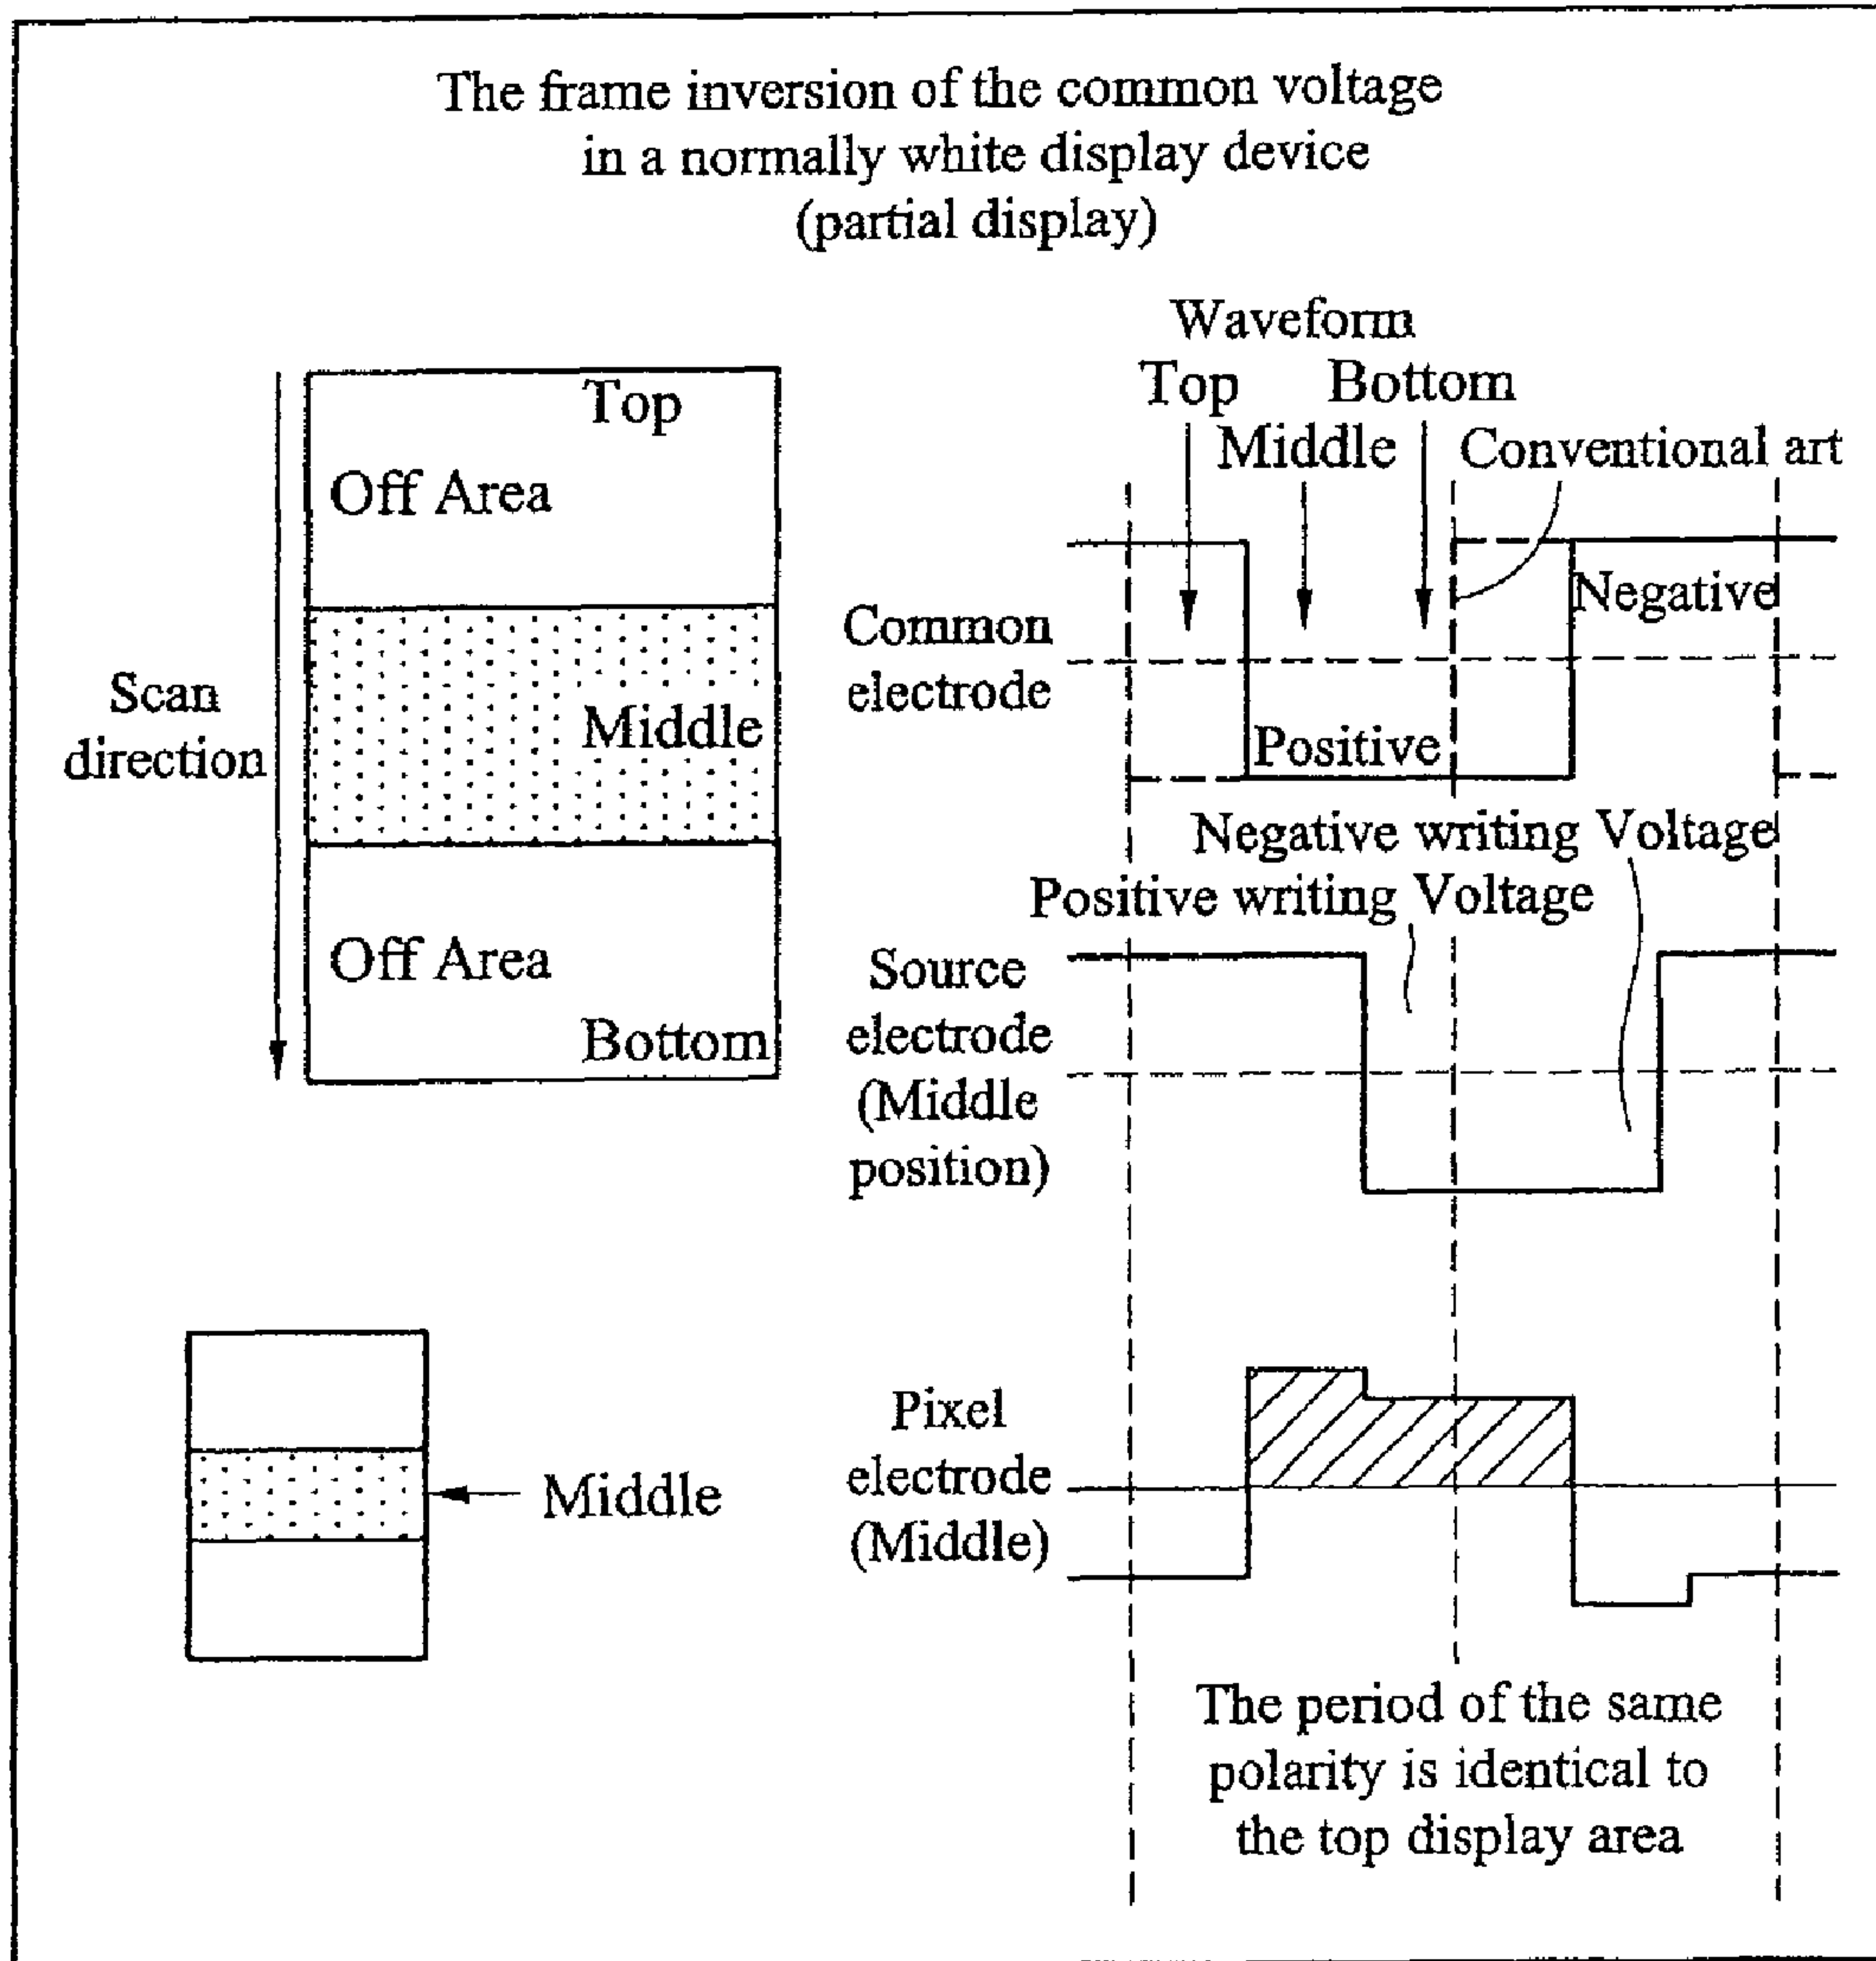 The frame inversion of the common voltage
in a normally white display device
(partial display)
Scan
direction
Top
Off Area
Middle
Off Area
Bottom
Middle
Waveform
Top
Bottom
Middle
Conventional art
Common
electrode
Negative
Positive
Negative writing Voltage
Positive writing Voltage
Source
electrode
(Middle
position)
Pixel
electrode
(Middle)
The period of the same
polarity is identical to
the top display area